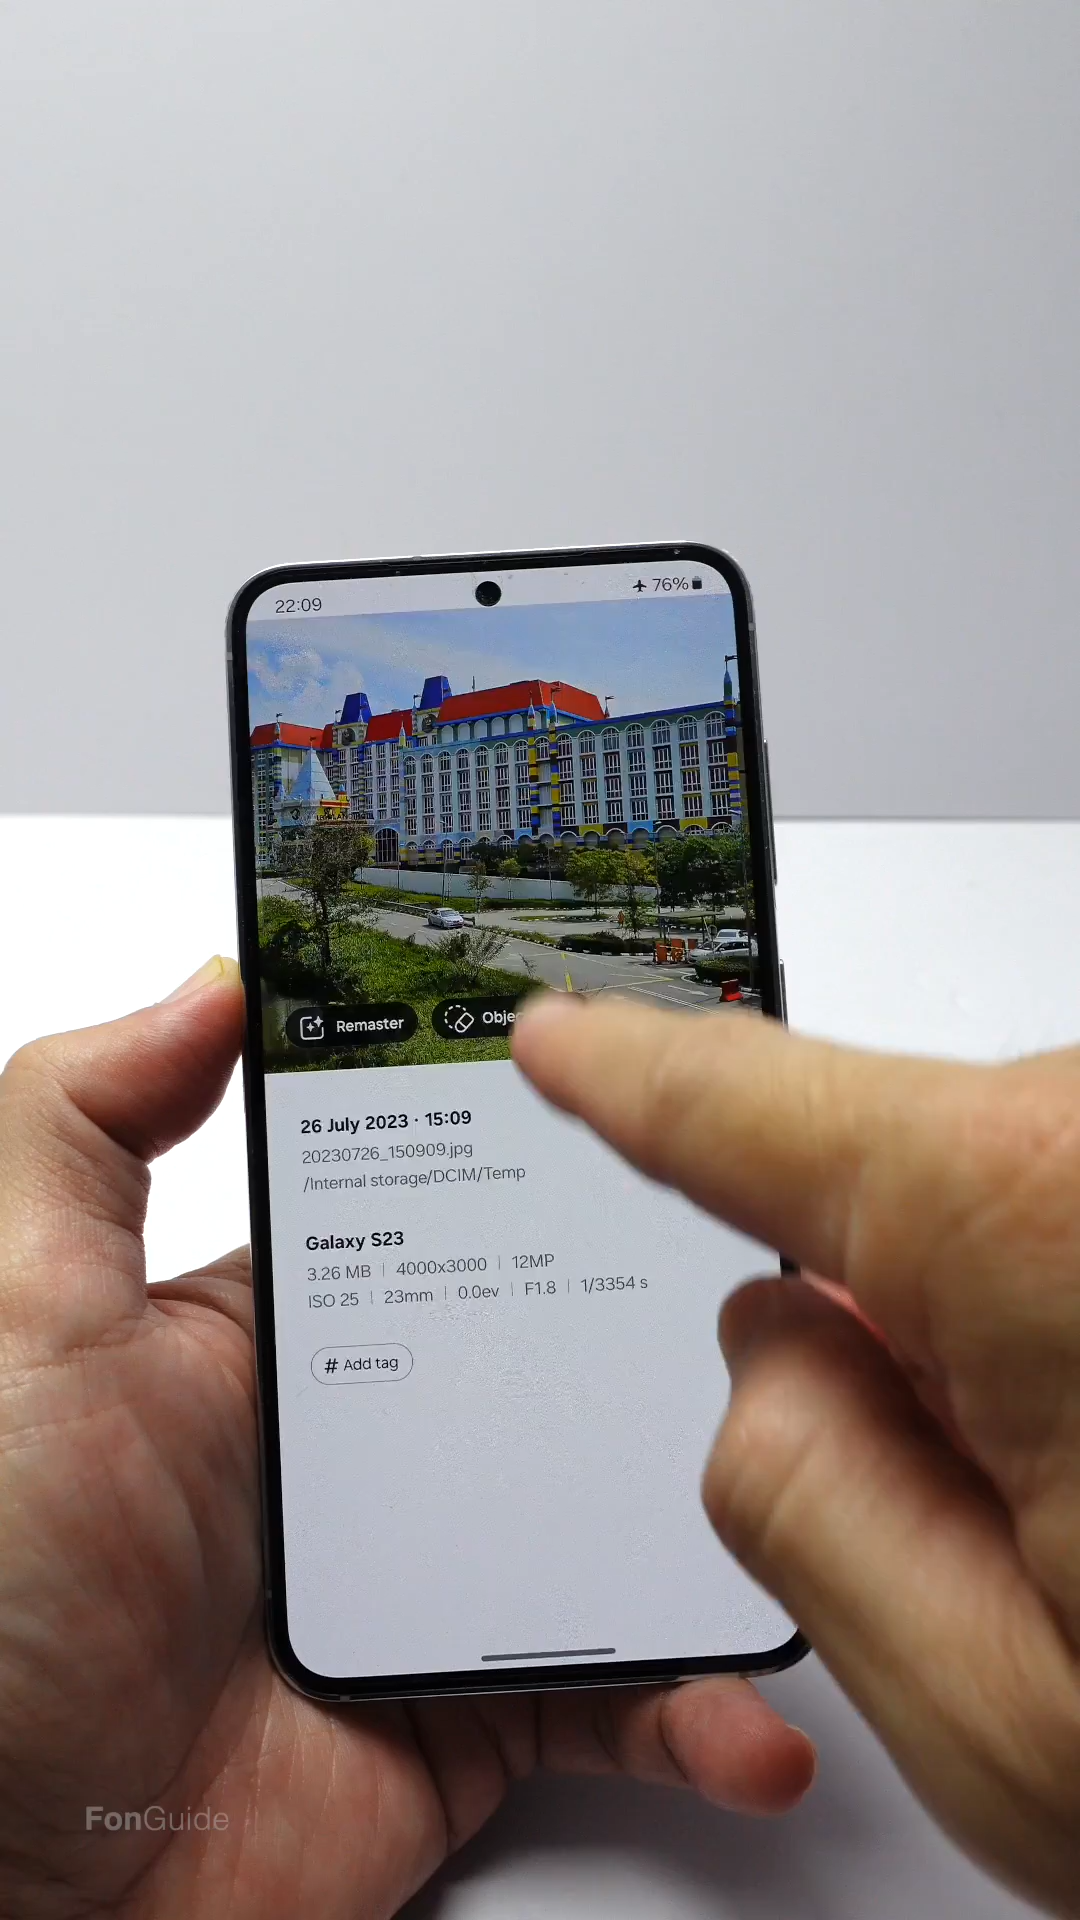 22:09 76%
Remaster
26 July 2023 · 15:09
20230726_150909.jpg
/Internal storage/DCIM/Temp
Galaxy S23
3.26 MB | 4000x3000 | 12MP
ISO 25 | 23mm | 0.0ev | F1.8 | 1/3354 s
# Add tag
FonGuide